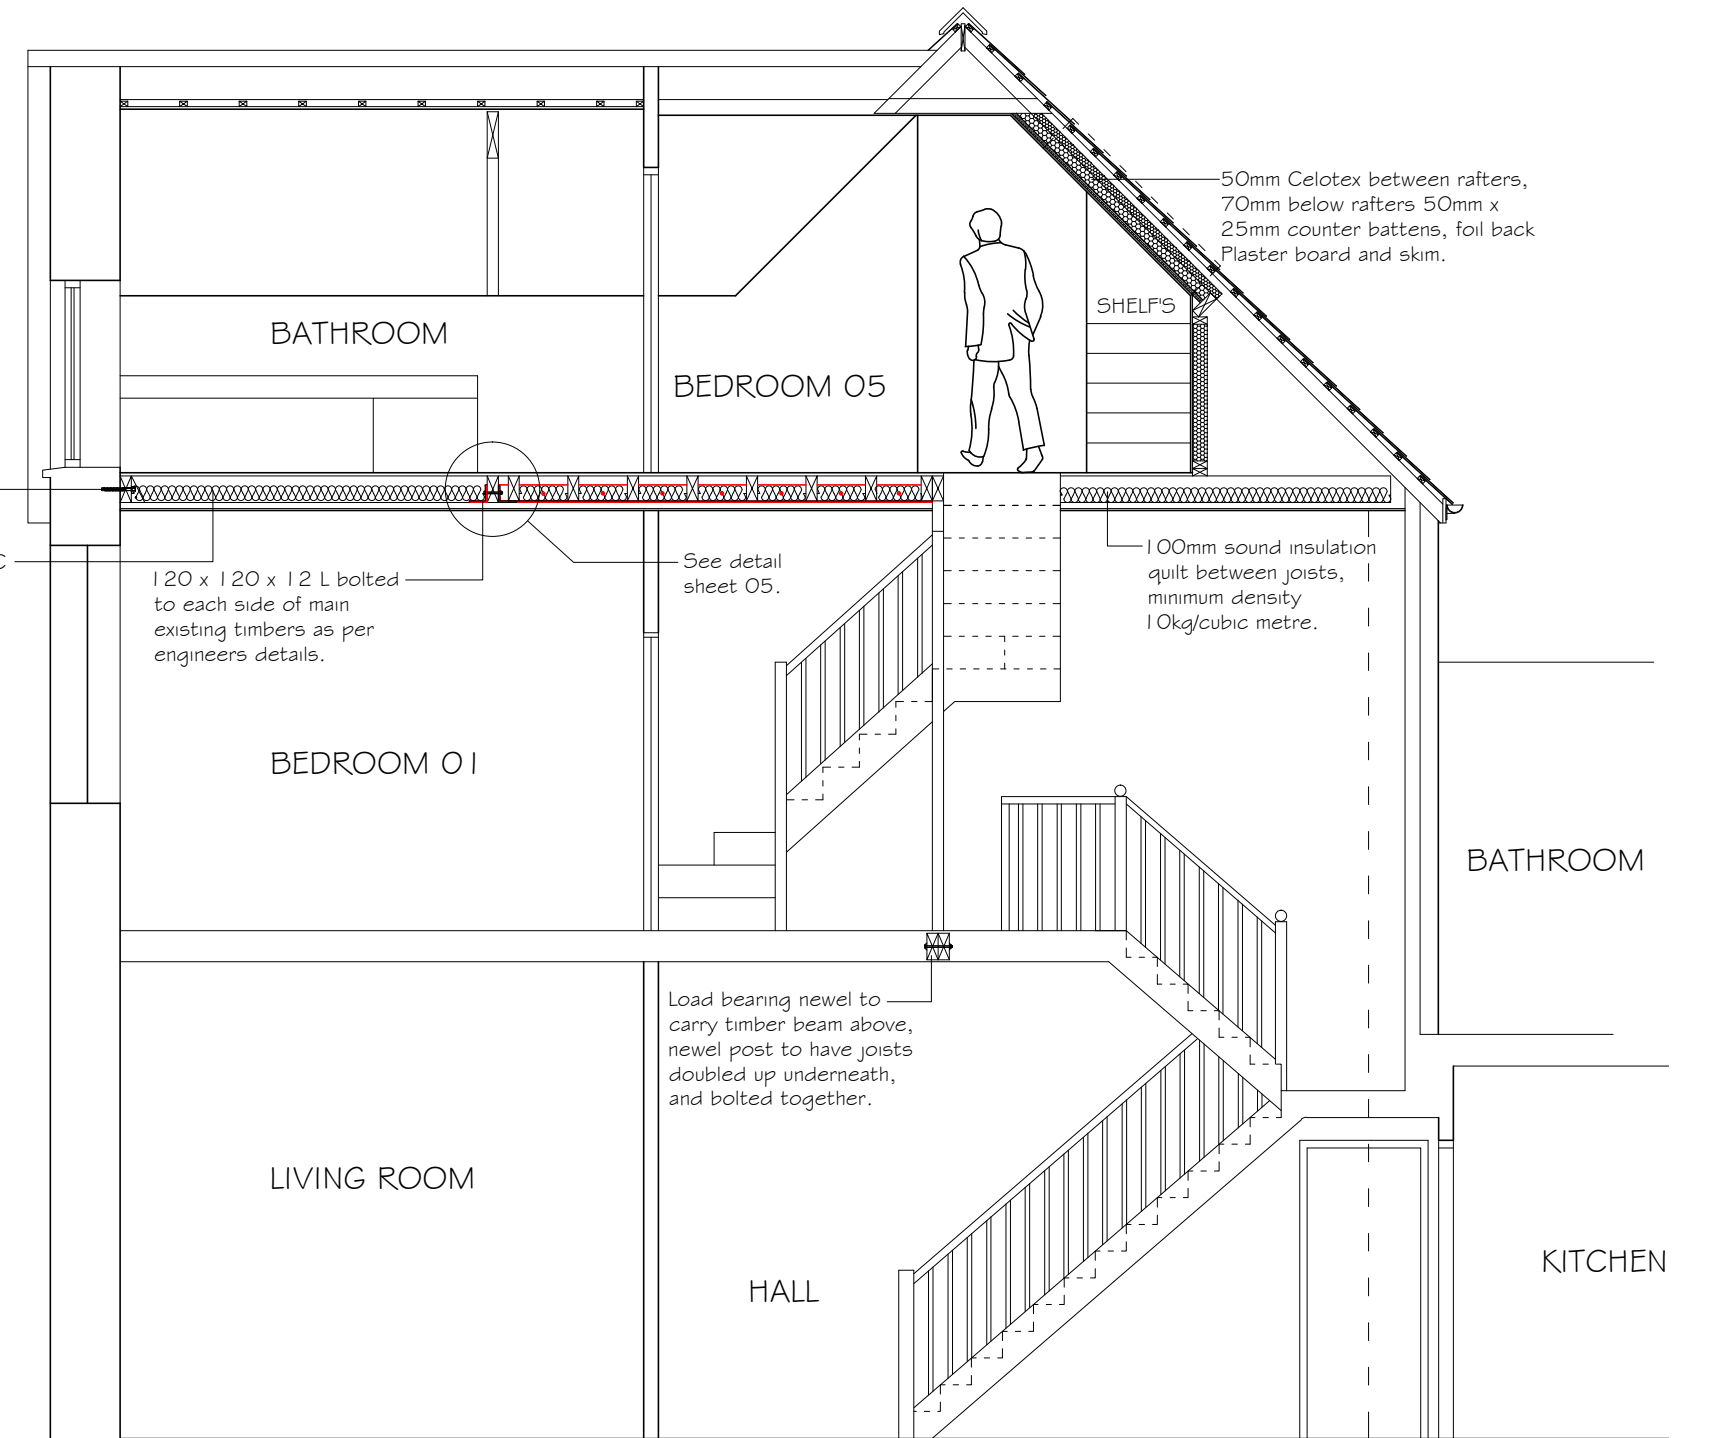 50mm Celotex between rafters,
70mm below rafters 50mm x
25mm counter battens, foil back
Plaster board and skim.
SHELF'S
BATHROOM
BEDROOM 05
C
See detail
sheet 05.
120 x 120 x 12 L bolted
to each side of main
existing timbers as per
engineers details.
100mm sound insulation
quilt between joists,
minimum density
10kg/cubic metre.
BEDROOM 01
BATHROOM
Load bearing newel to
carry timber beam above,
newel post to have joists
doubled up underneath,
and bolted together.
LIVING ROOM
HALL
KITCHEN